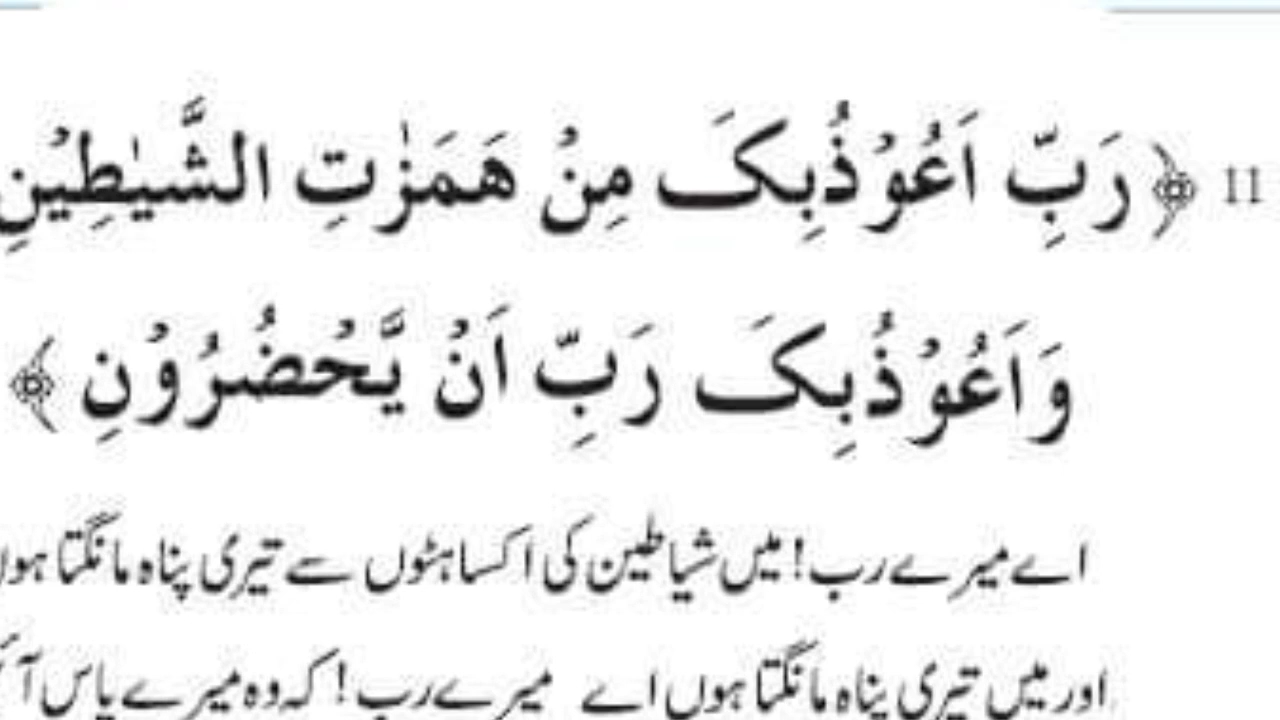 11 ﴿رَبِّ اَعُوْذُبِکَ مِنْ هَمَزٰتِ الشَّیٰطِیْنِ
وَاَعُوْذُبِکَ رَبِّ اَنْ یَّحْضُرُوْنِ﴾
اے میرے رب! میں شیاطین کی اکساہٹوں سے تیری پناہ مانگتا ہوں
اور میں تیری پناہ مانگتا ہوں اے میرے رب! کہ وہ میرے پاس